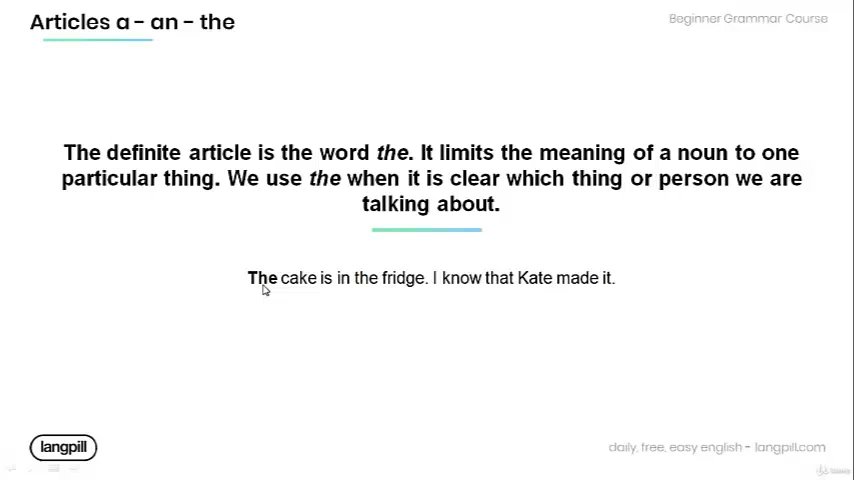 Articles a - an - the
Beginner Grammar Course
The definite article is the word the. It limits the meaning of a noun to one
particular thing. We use the when it is clear which thing or person we are
talking about.
The cake is in the fridge. I know that Kate made it.
langpill
daily, free, easy english - langpill.com